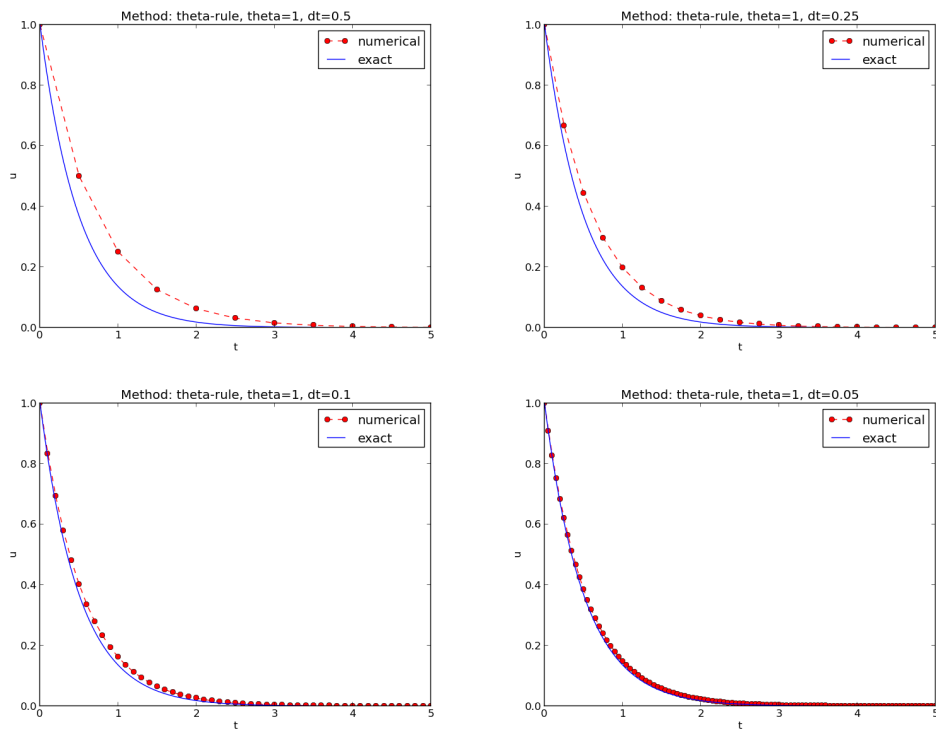 Method: theta-rule, theta=1, dt=0.5
numerical
exact
1.0
0.8
0.6
0.4
0.2
0.0
u
0 1 2 3 4 5
t
Method: theta-rule, theta=1, dt=0.25
numerical
exact
1.0
0.8
0.6
0.4
0.2
0.0
u
0 1 2 3 4 5
t
Method: theta-rule, theta=1, dt=0.1
numerical
exact
1.0
0.8
0.6
0.4
0.2
0.0
u
0 1 2 3 4 5
t
Method: theta-rule, theta=1, dt=0.05
numerical
exact
1.0
0.8
0.6
0.4
0.2
0.0
u
0 1 2 3 4 5
t